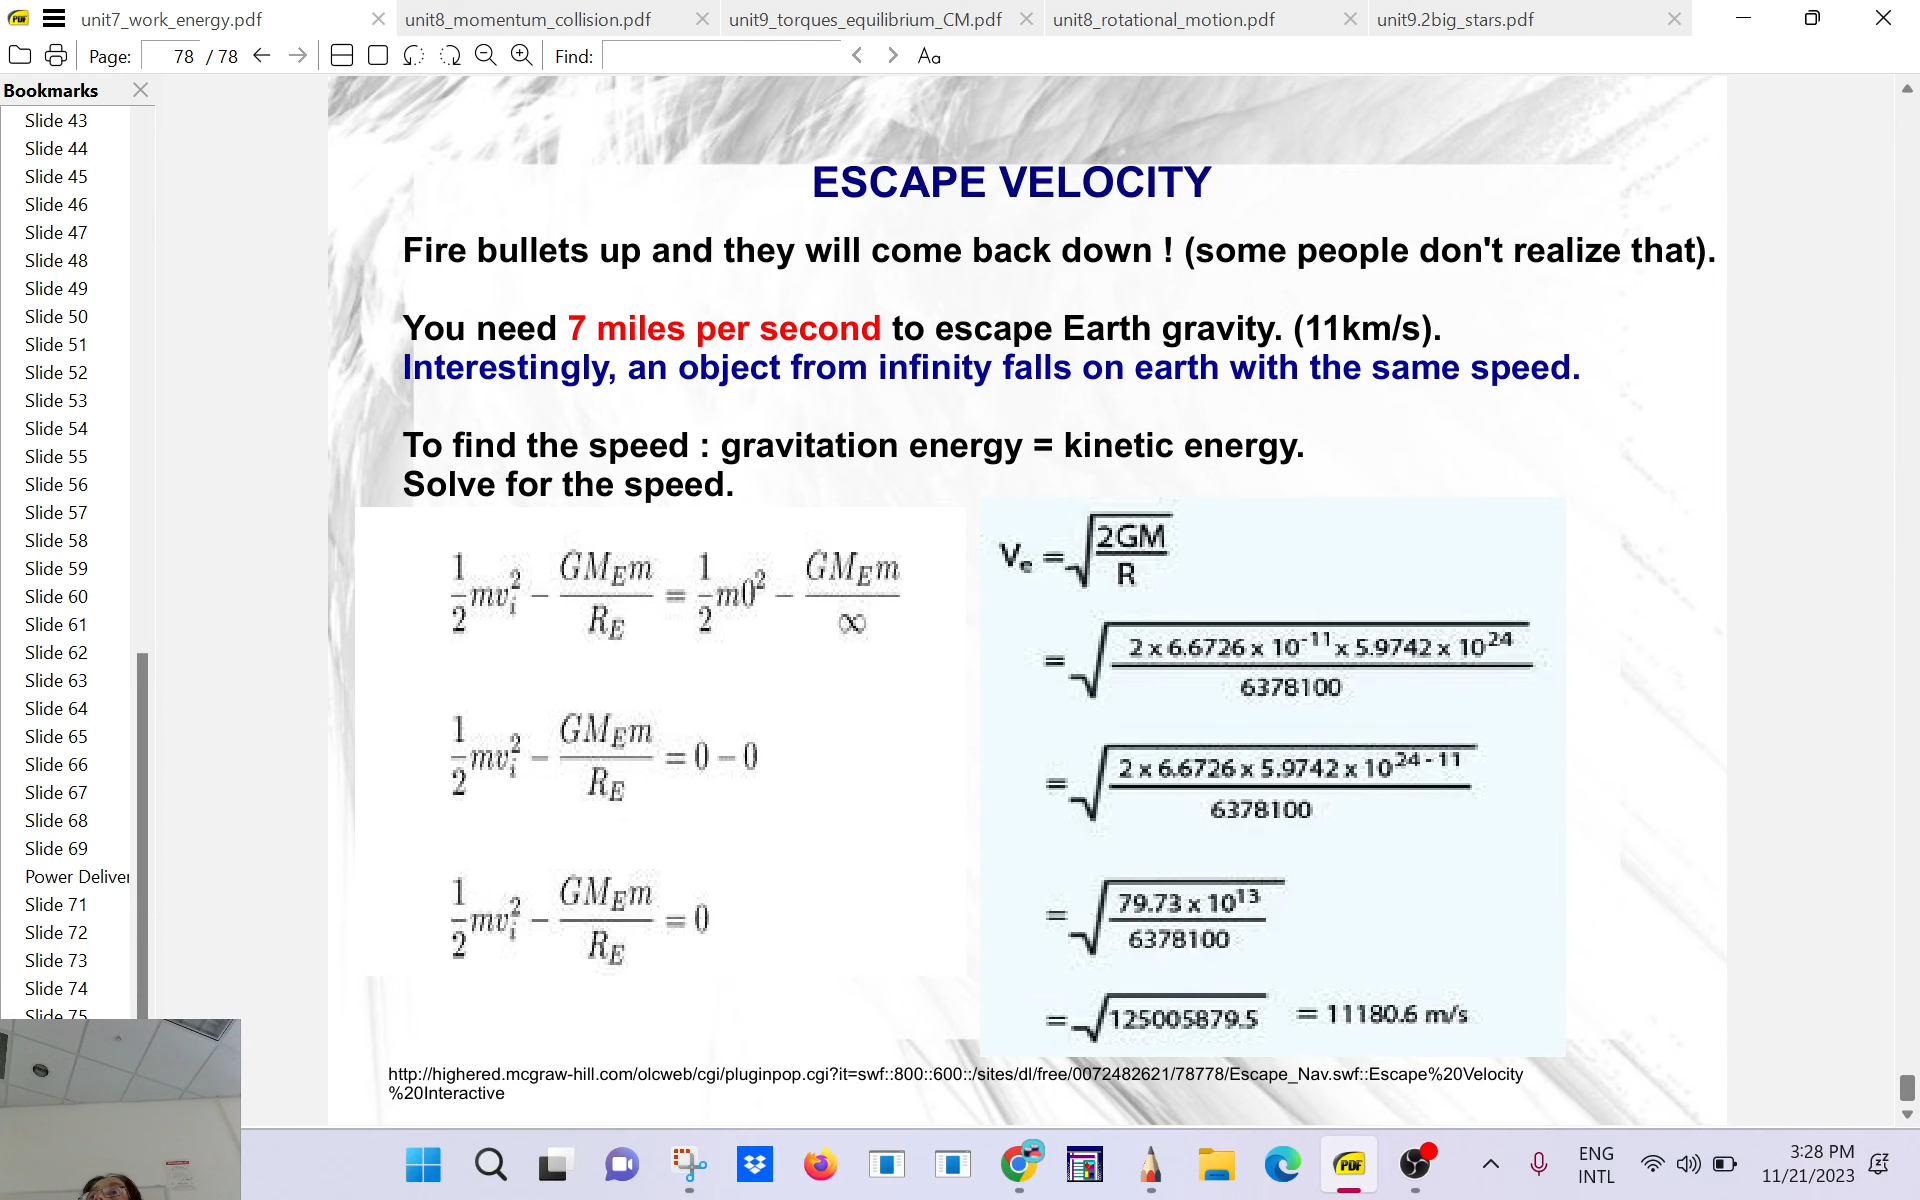 unit7_work_energy.pdf
unit8_momentum_collision.pdf
unit9_torques_equilibrium_CM.pdf
unit8_rotational_motion.pdf
unit9.2big_stars.pdf
Page: 78 / 78
Find:
Aa
Bookmarks
Slide 43
Slide 44
Slide 45
Slide 46
Slide 47
Slide 48
Slide 49
Slide 50
Slide 51
Slide 52
Slide 53
Slide 54
Slide 55
Slide 56
Slide 57
Slide 58
Slide 59
Slide 60
Slide 61
Slide 62
Slide 63
Slide 64
Slide 65
Slide 66
Slide 67
Slide 68
Slide 69
Power Deliver
Slide 71
Slide 72
Slide 73
Slide 74
Slide 75
ESCAPE VELOCITY
Fire bullets up and they will come back down ! (some people don't realize that).
You need 7 miles per second to escape Earth gravity. (11km/s).
Interestingly, an object from infinity falls on earth with the same speed.
To find the speed : gravitation energy = kinetic energy.
Solve for the speed.
1/2 mv_i^2 − GM_E m / R_E = 1/2 m0^2 − GM_E m / ∞
1/2 mv_i^2 − GM_E m / R_E = 0 − 0
1/2 mv_i^2 − GM_E m / R_E = 0
V_e = √(2GM / R)
= √(2 x 6.6726 x 10^-11 x 5.9742 x 10^24 / 6378100)
= √(2 x 6.6726 x 5.9742 x 10^24 - 11 / 6378100)
= √(79.73 x 10^13 / 6378100)
= √125005879.5 = 11180.6 m/s
http://highered.mcgraw-hill.com/olcweb/cgi/pluginpop.cgi?it=swf::800::600::/sites/dl/free/0072482621/78778/Escape_Nav.swf::Escape%20Velocity
%20Interactive
PDF
ENG
INTL
3:28 PM
11/21/2023